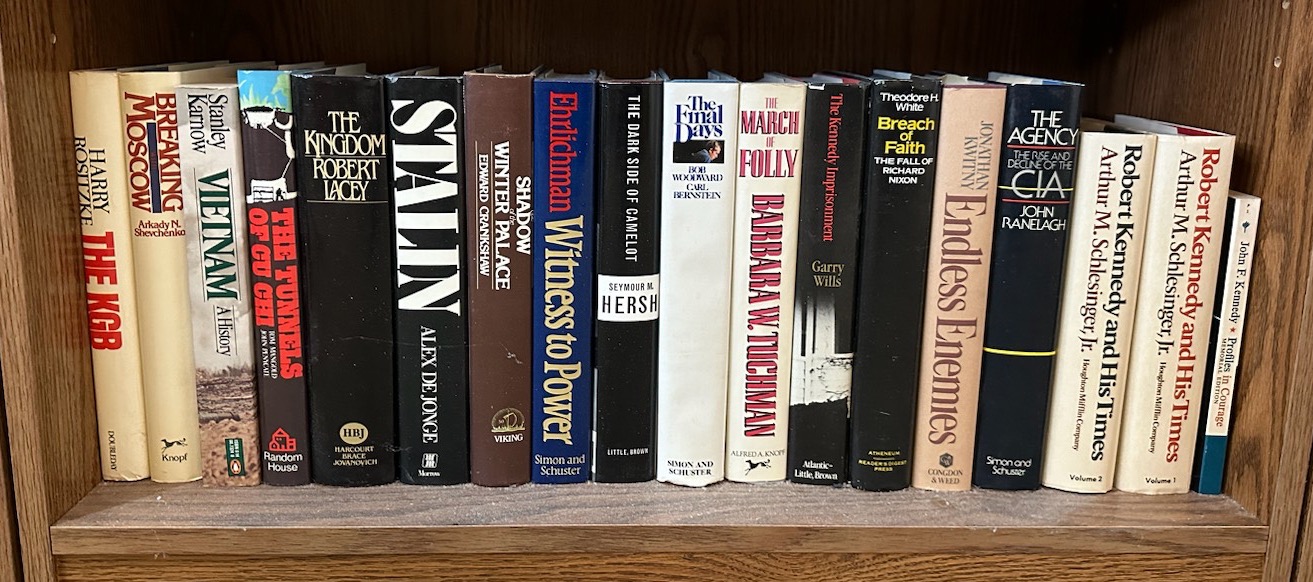 HARRY
ROSITZKE
THE KGB
DOUBLEDAY
BREAKING
MOSCOW
Arkady N.
Shevchenko
Knopf
Stanley
Karnow
VIETNAM
A History
THE TUNNELS
OF CU CHI
TOM MANGOLD
JOHN PENYCATE
Random
House
THE
KINGDOM
ROBERT
LACEY
HBJ
HARCOURT
BRACE
JOVANOVICH
STALIN
ALEX DE JONGE
Morrow
SHADOW
of the
WINTER PALACE
EDWARD CRANKSHAW
VIKING
Ehrlichman
Witness to Power
Simon and
Schuster
THE DARK SIDE OF CAMELOT
SEYMOUR M.
HERSH
LITTLE, BROWN
The
Final
Days
BOB
WOODWARD
CARL
BERNSTEIN
SIMON AND
SCHUSTER
THE
MARCH
OF
FOLLY
BARBARA W. TUCHMAN
ALFRED A. KNOPF
The Kennedy Imprisonment
Garry
Wills
Atlantic-
Little, Brown
Theodore H.
White
Breach
of
Faith
THE FALL OF
RICHARD
NIXON
ATHENEUM
READER'S DIGEST
PRESS
JONATHAN
KWITNY
Endless Enemies
CONGDON
& WEED
THE
AGENCY
THE RISE AND
DECLINE OF THE
CIA
JOHN
RANELAGH
Simon and
Schuster
Robert Kennedy and His Times
Arthur M. Schlesinger, Jr.
Houghton Mifflin Company
Volume 2
Robert Kennedy and His Times
Arthur M. Schlesinger, Jr.
Houghton Mifflin Company
Volume 1
John F. Kennedy ★ Profiles in Courage
MEMORIAL EDITION